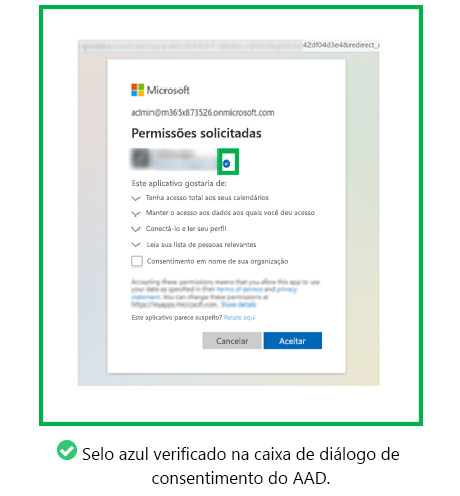 42df04d3e4&redirect_u
Microsoft
admin@m365x873526.onmicrosoft.com
Permissões solicitadas
Este aplicativo gostaria de:
Tenha acesso total aos seus calendários
Manter o acesso aos dados aos quais você deu acesso
Conectá-lo e ler seu perfil
Leia sua lista de pessoas relevantes
Consentimento em nome de sua organização
Accepting these permissions means that you allow this app to use
your data as specified in their terms of service and privacy
statement. You can change these permissions at
https://myapps.microsoft.com. Show details
Este aplicativo parece suspeito? Relate aqui
Cancelar
Aceitar
Selo azul verificado na caixa de diálogo de
consentimento do AAD.